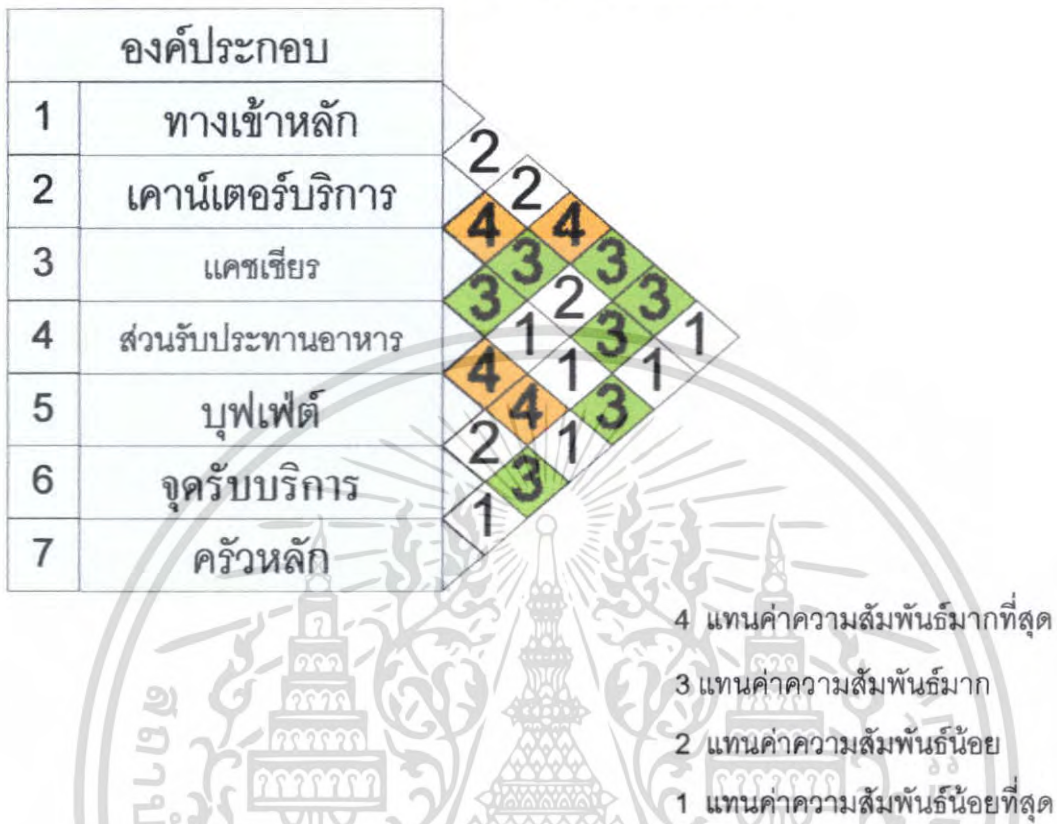 องค์ประกอบ
1 ทางเข้าหลัก
2 เคาน์เตอร์บริการ
3 แคชเชียร
4 ส่วนรับประทานอาหาร
5 บุฟเฟ่ต์
6 จุดรับบริการ
7 ครัวหลัก
2
2
4 4
3 3
3 2 3
1 3 1
4 1 1
4 3
2 1
3
1
4 แทนค่าความสัมพันธ์มากที่สุด
3 แทนค่าความสัมพันธ์มาก
2 แทนค่าความสัมพันธ์น้อย
1 แทนค่าความสัมพันธ์น้อยที่สุด